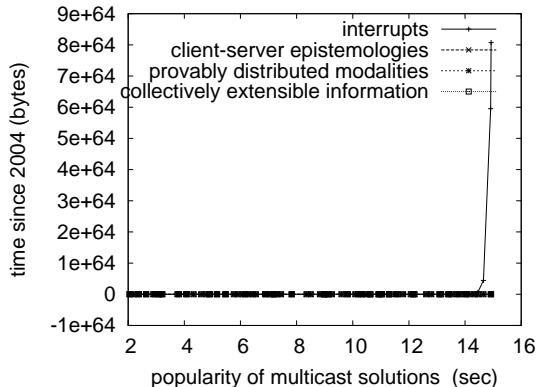 9e+64
8e+64
7e+64
6e+64
5e+64
4e+64
3e+64
2e+64
1e+64
0
-1e+64
time since 2004 (bytes)
interrupts
client-server epistemologies
provably distributed modalities
collectively extensible information
2 4 6 8 10 12 14 16
popularity of multicast solutions (sec)